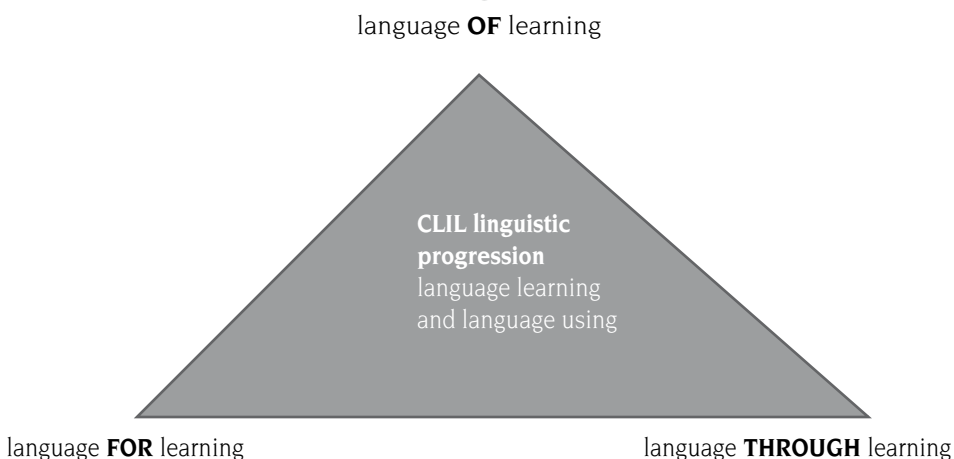 language OF learning
CLIL linguistic
progression
language learning
and language using
language FOR learning
language THROUGH learning